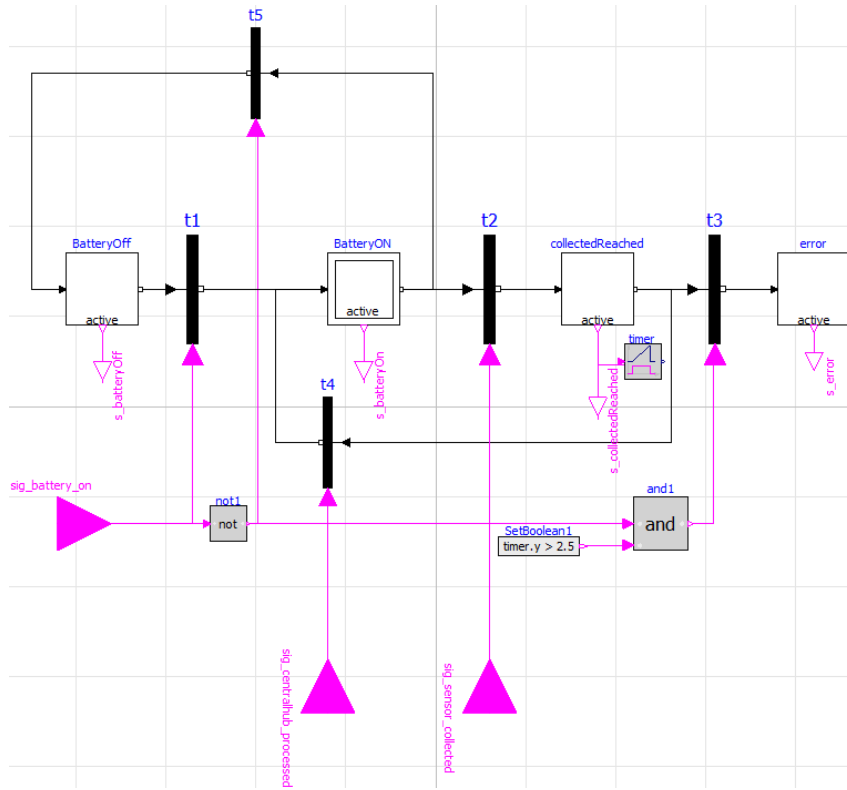 t5
t1
t2
t3
BatteryOff
BatteryON
collectedReached
error
active
active
active
active
timer
s_batteryOff
s_batteryOn
s_collectedReached
s_error
t4
sig_battery_on
not1
not
and1
and
SetBoolean1
timer.y > 2.5
sig_centralhub_processed
sig_sensor_collected